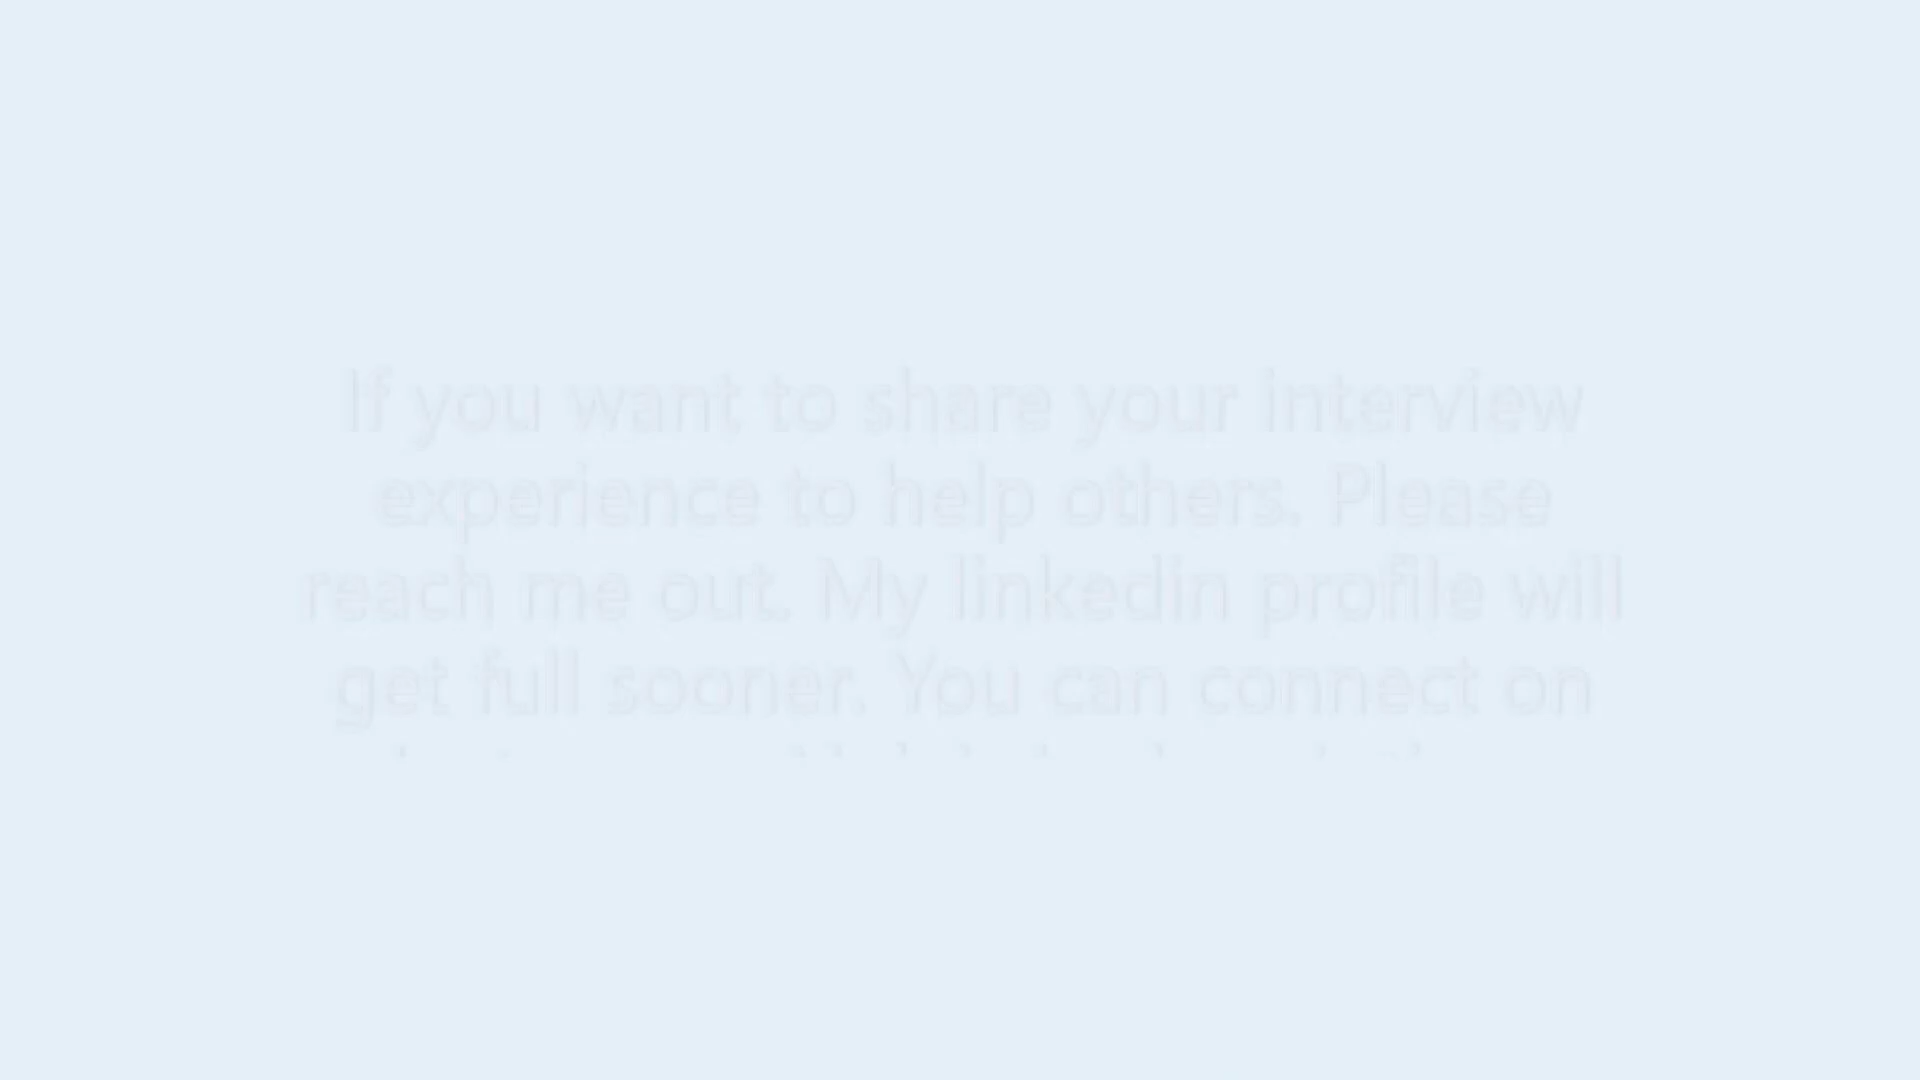 If you want to share your interview
experience to help others. Please
reach me out. My linkedin profile will
get full sooner. You can connect on